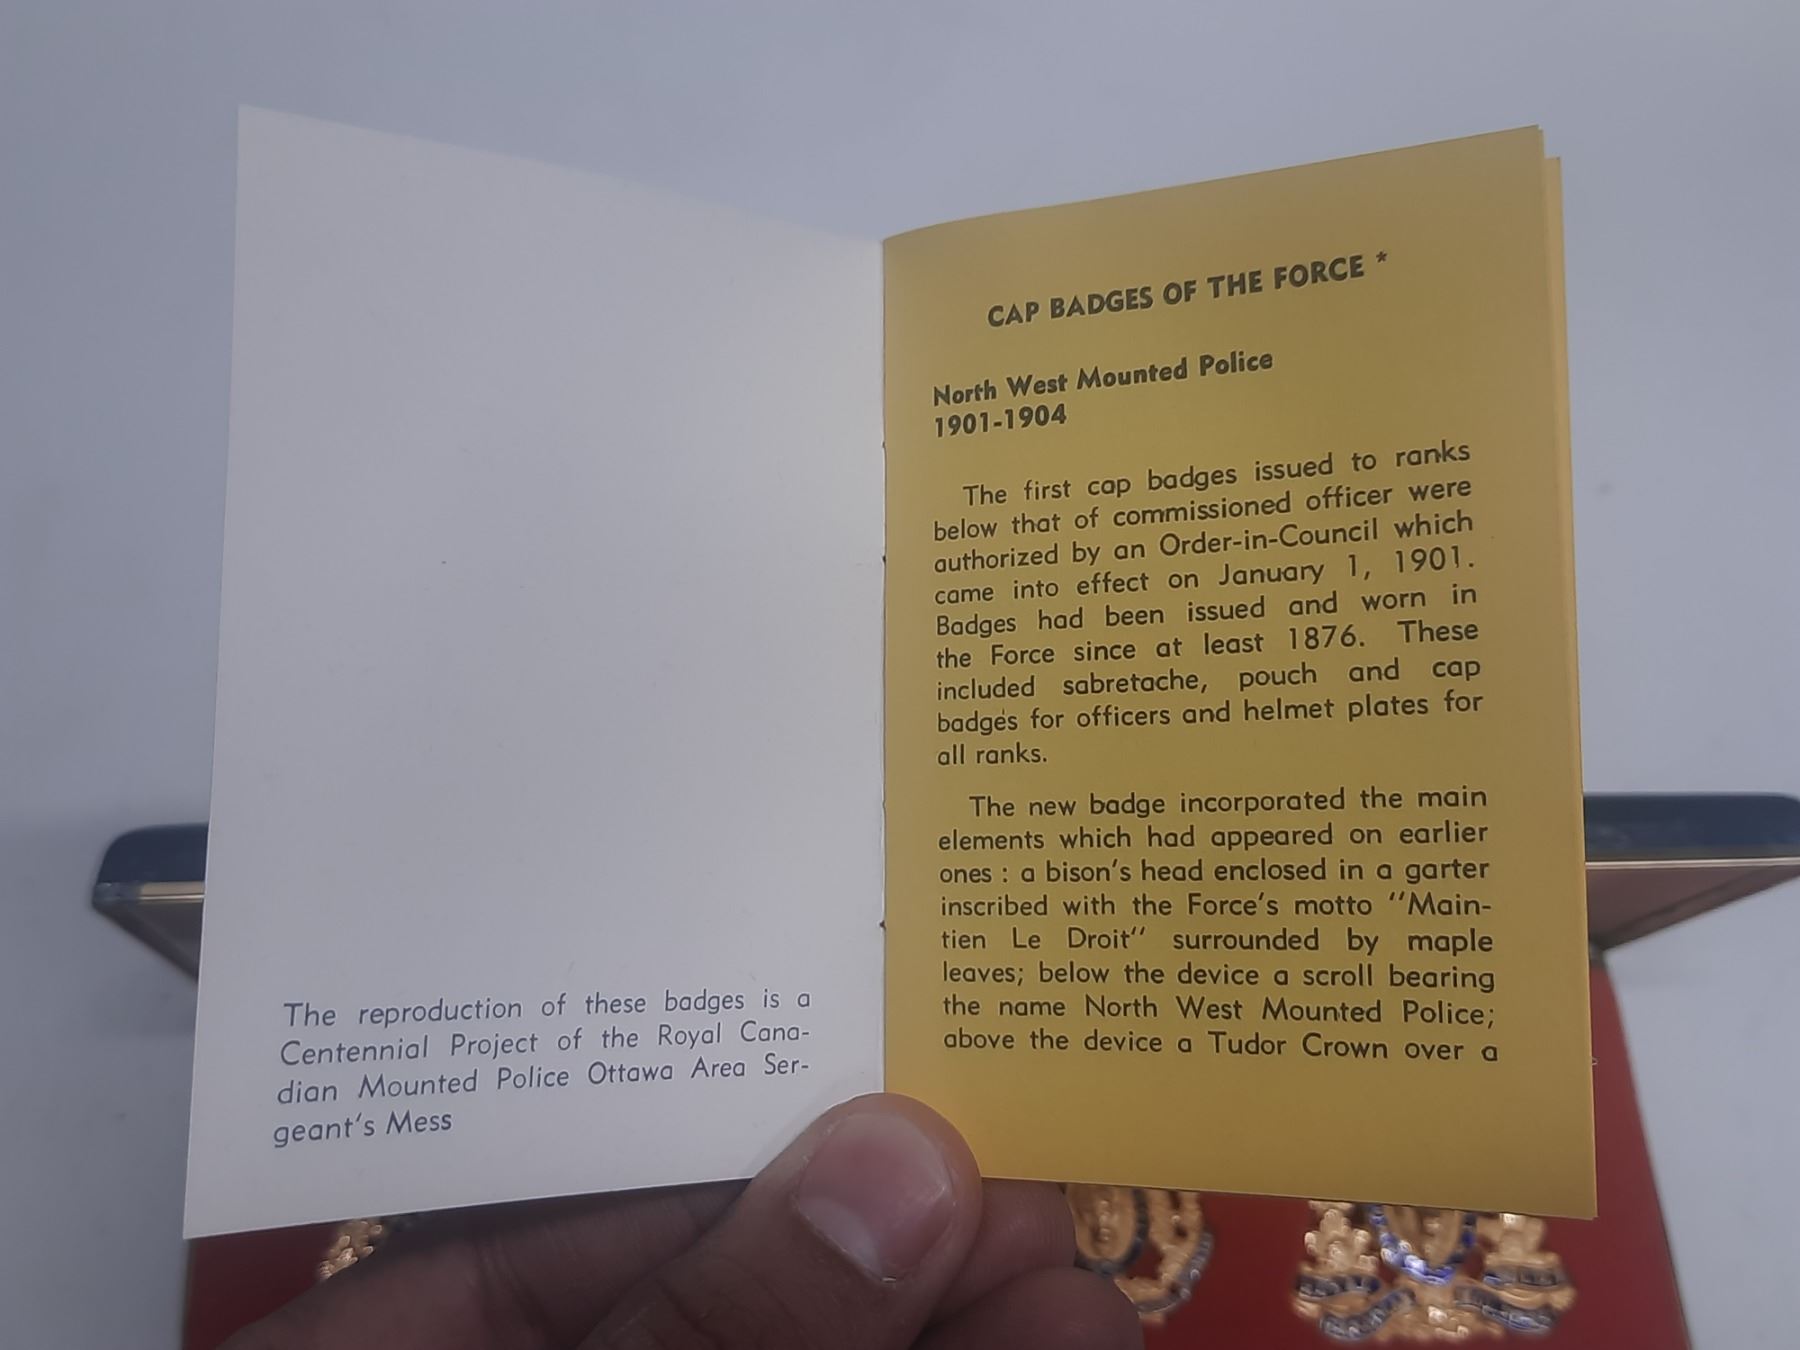 The reproduction of these badges is a
Centennial Project of the Royal Cana-
dian Mounted Police Ottawa Area Ser-
geant's Mess
CAP BADGES OF THE FORCE *
North West Mounted Police
1901-1904
The first cap badges issued to ranks
below that of commissioned officer were
authorized by an Order-in-Council which
came into effect on January 1, 1901.
Badges had been issued and worn in
the Force since at least 1876. These
included sabretache, pouch and cap
badges for officers and helmet plates for
all ranks.
The new badge incorporated the main
elements which had appeared on earlier
ones : a bison's head enclosed in a garter
inscribed with the Force's motto "Main-
tien Le Droit" surrounded by maple
leaves; below the device a scroll bearing
the name North West Mounted Police;
above the device a Tudor Crown over a